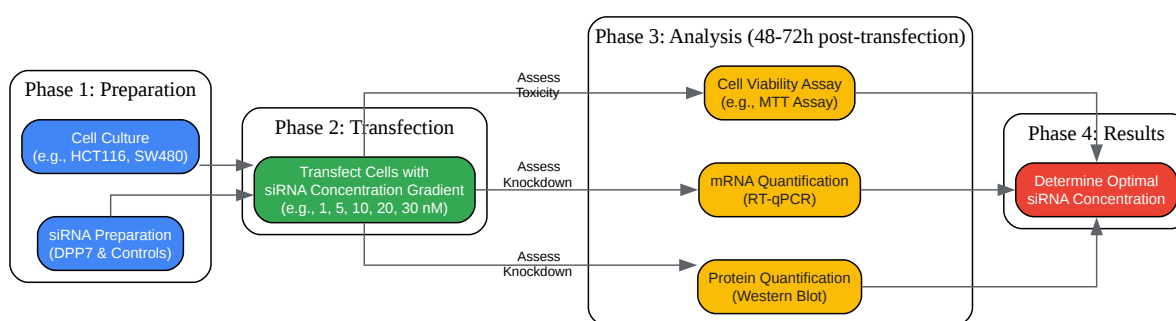 Phase 1: Preparation
Cell Culture
(e.g., HCT116, SW480)
siRNA Preparation
(DPP7 & Controls)
Phase 2: Transfection
Transfect Cells with
siRNA Concentration Gradient
(e.g., 1, 5, 10, 20, 30 nM)
Assess
Toxicity
Assess
Knockdown
Assess
Knockdown
Phase 3: Analysis (48-72h post-transfection)
Cell Viability Assay
(e.g., MTT Assay)
mRNA Quantification
(RT-qPCR)
Protein Quantification
(Western Blot)
Phase 4: Results
Determine Optimal
siRNA Concentration